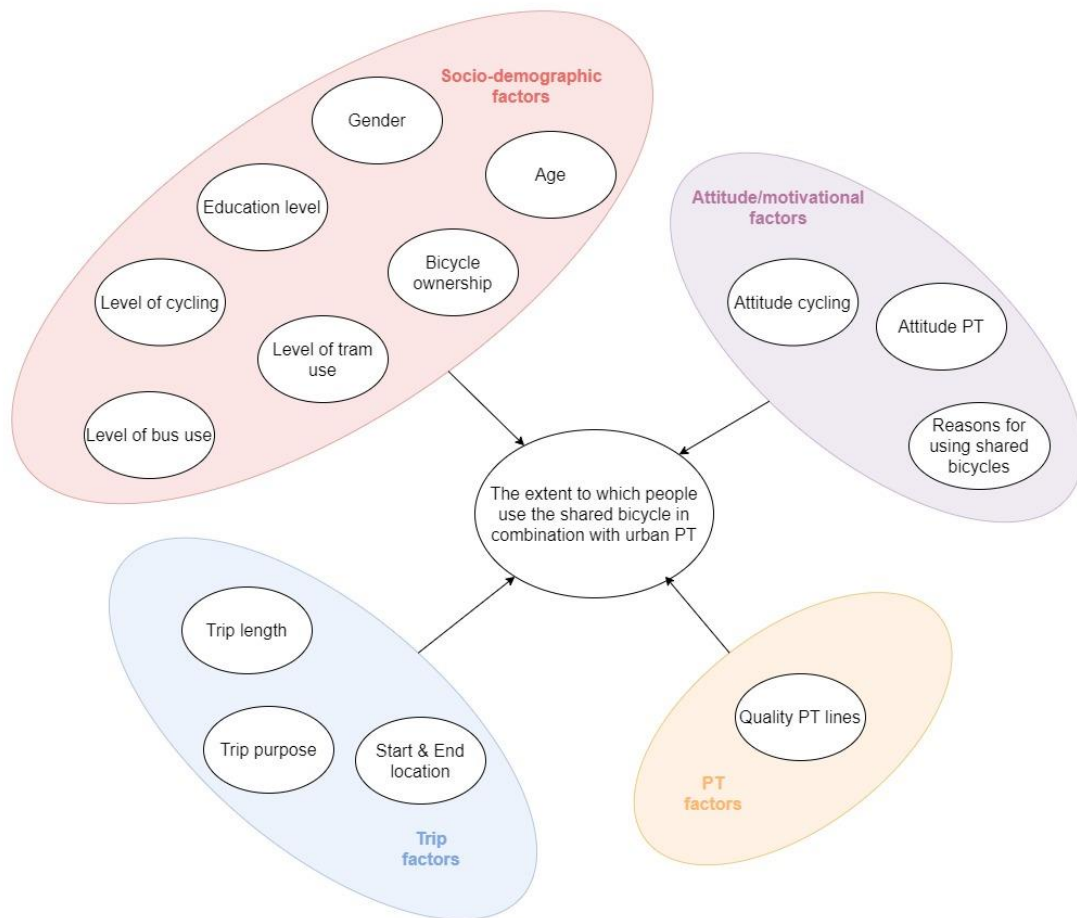 Socio-demographic
factors
Gender
Age
Education level
Bicycle
ownership
Level of cycling
Level of tram
use
Level of bus use
Attitude/motivational
factors
Attitude cycling
Attitude PT
Reasons for
using shared
bicycles
The extent to which people
use the shared bicycle in
combination with urban PT
Trip length
Trip purpose
Start & End
location
Trip
factors
Quality PT lines
PT
factors